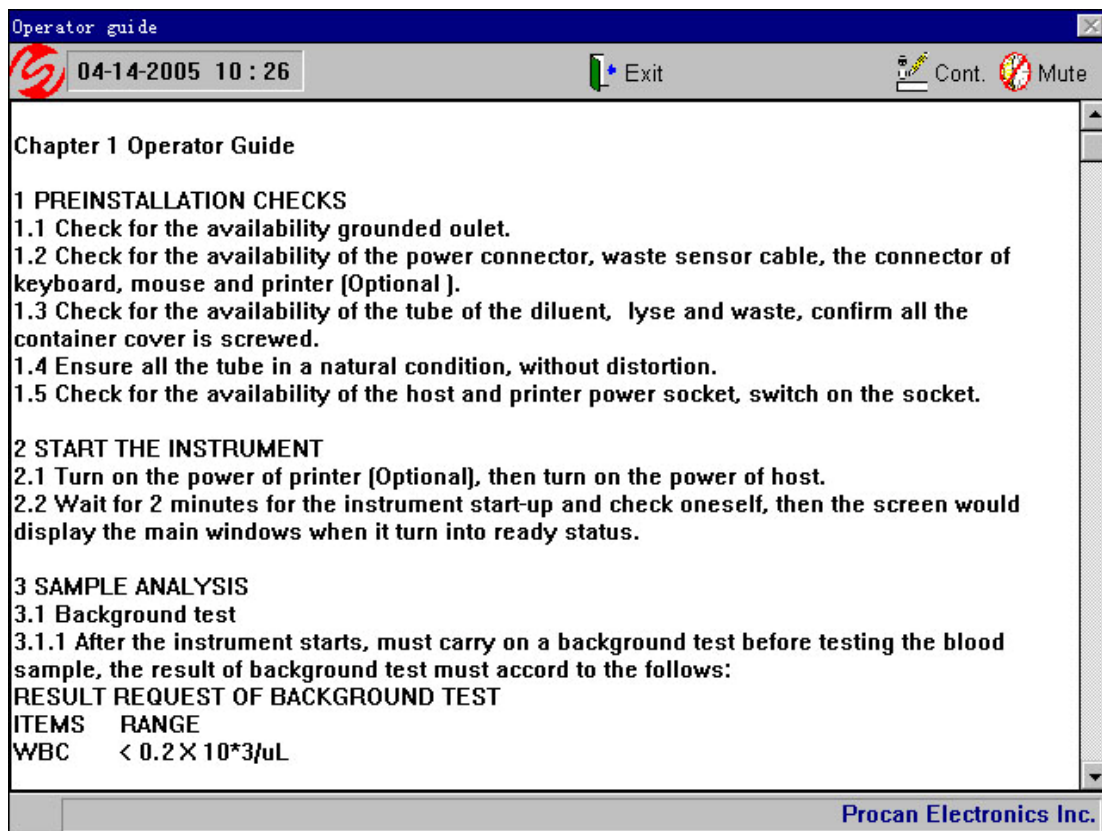 Operator guide
04-14-2005 10 : 26 Exit Cont. Mute
Chapter 1 Operator Guide
1 PREINSTALLATION CHECKS
1.1 Check for the availability grounded oulet.
1.2 Check for the availability of the power connector, waste sensor cable, the connector of
keyboard, mouse and printer (Optional ).
1.3 Check for the availability of the tube of the diluent, lyse and waste, confirm all the
container cover is screwed.
1.4 Ensure all the tube in a natural condition, without distortion.
1.5 Check for the availability of the host and printer power socket, switch on the socket.
2 START THE INSTRUMENT
2.1 Turn on the power of printer (Optional), then turn on the power of host.
2.2 Wait for 2 minutes for the instrument start-up and check oneself, then the screen would
display the main windows when it turn into ready status.
3 SAMPLE ANALYSIS
3.1 Background test
3.1.1 After the instrument starts, must carry on a background test before testing the blood
sample, the result of background test must accord to the follows:
RESULT REQUEST OF BACKGROUND TEST
ITEMS RANGE
WBC < 0.2 X 10*3/uL
Procan Electronics Inc.